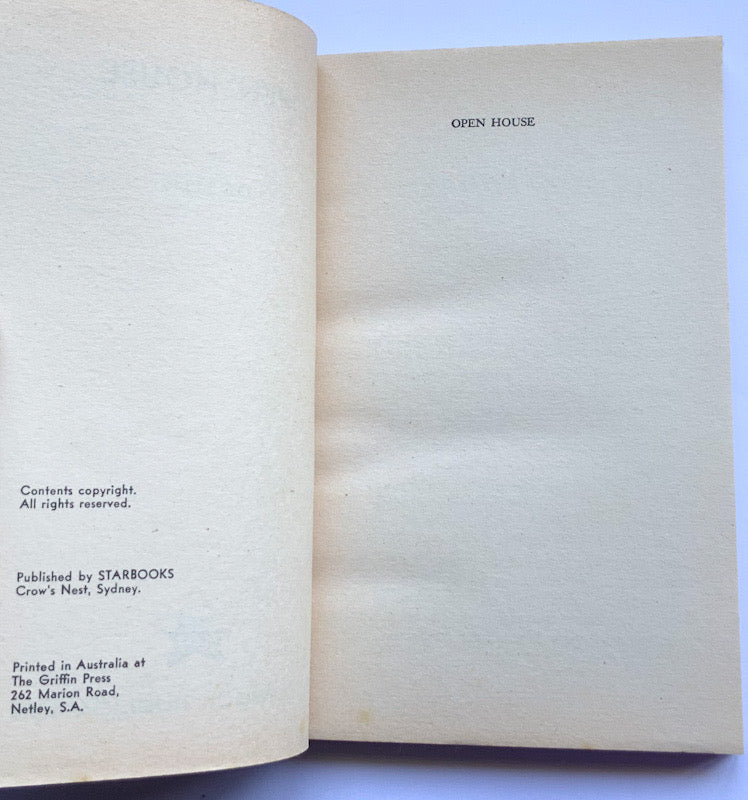 Contents copyright.
All rights reserved.
Published by STARBOOKS
Crow's Nest, Sydney.
Printed in Australia at
The Griffin Press
262 Marion Road,
Netley, S.A.
OPEN HOUSE